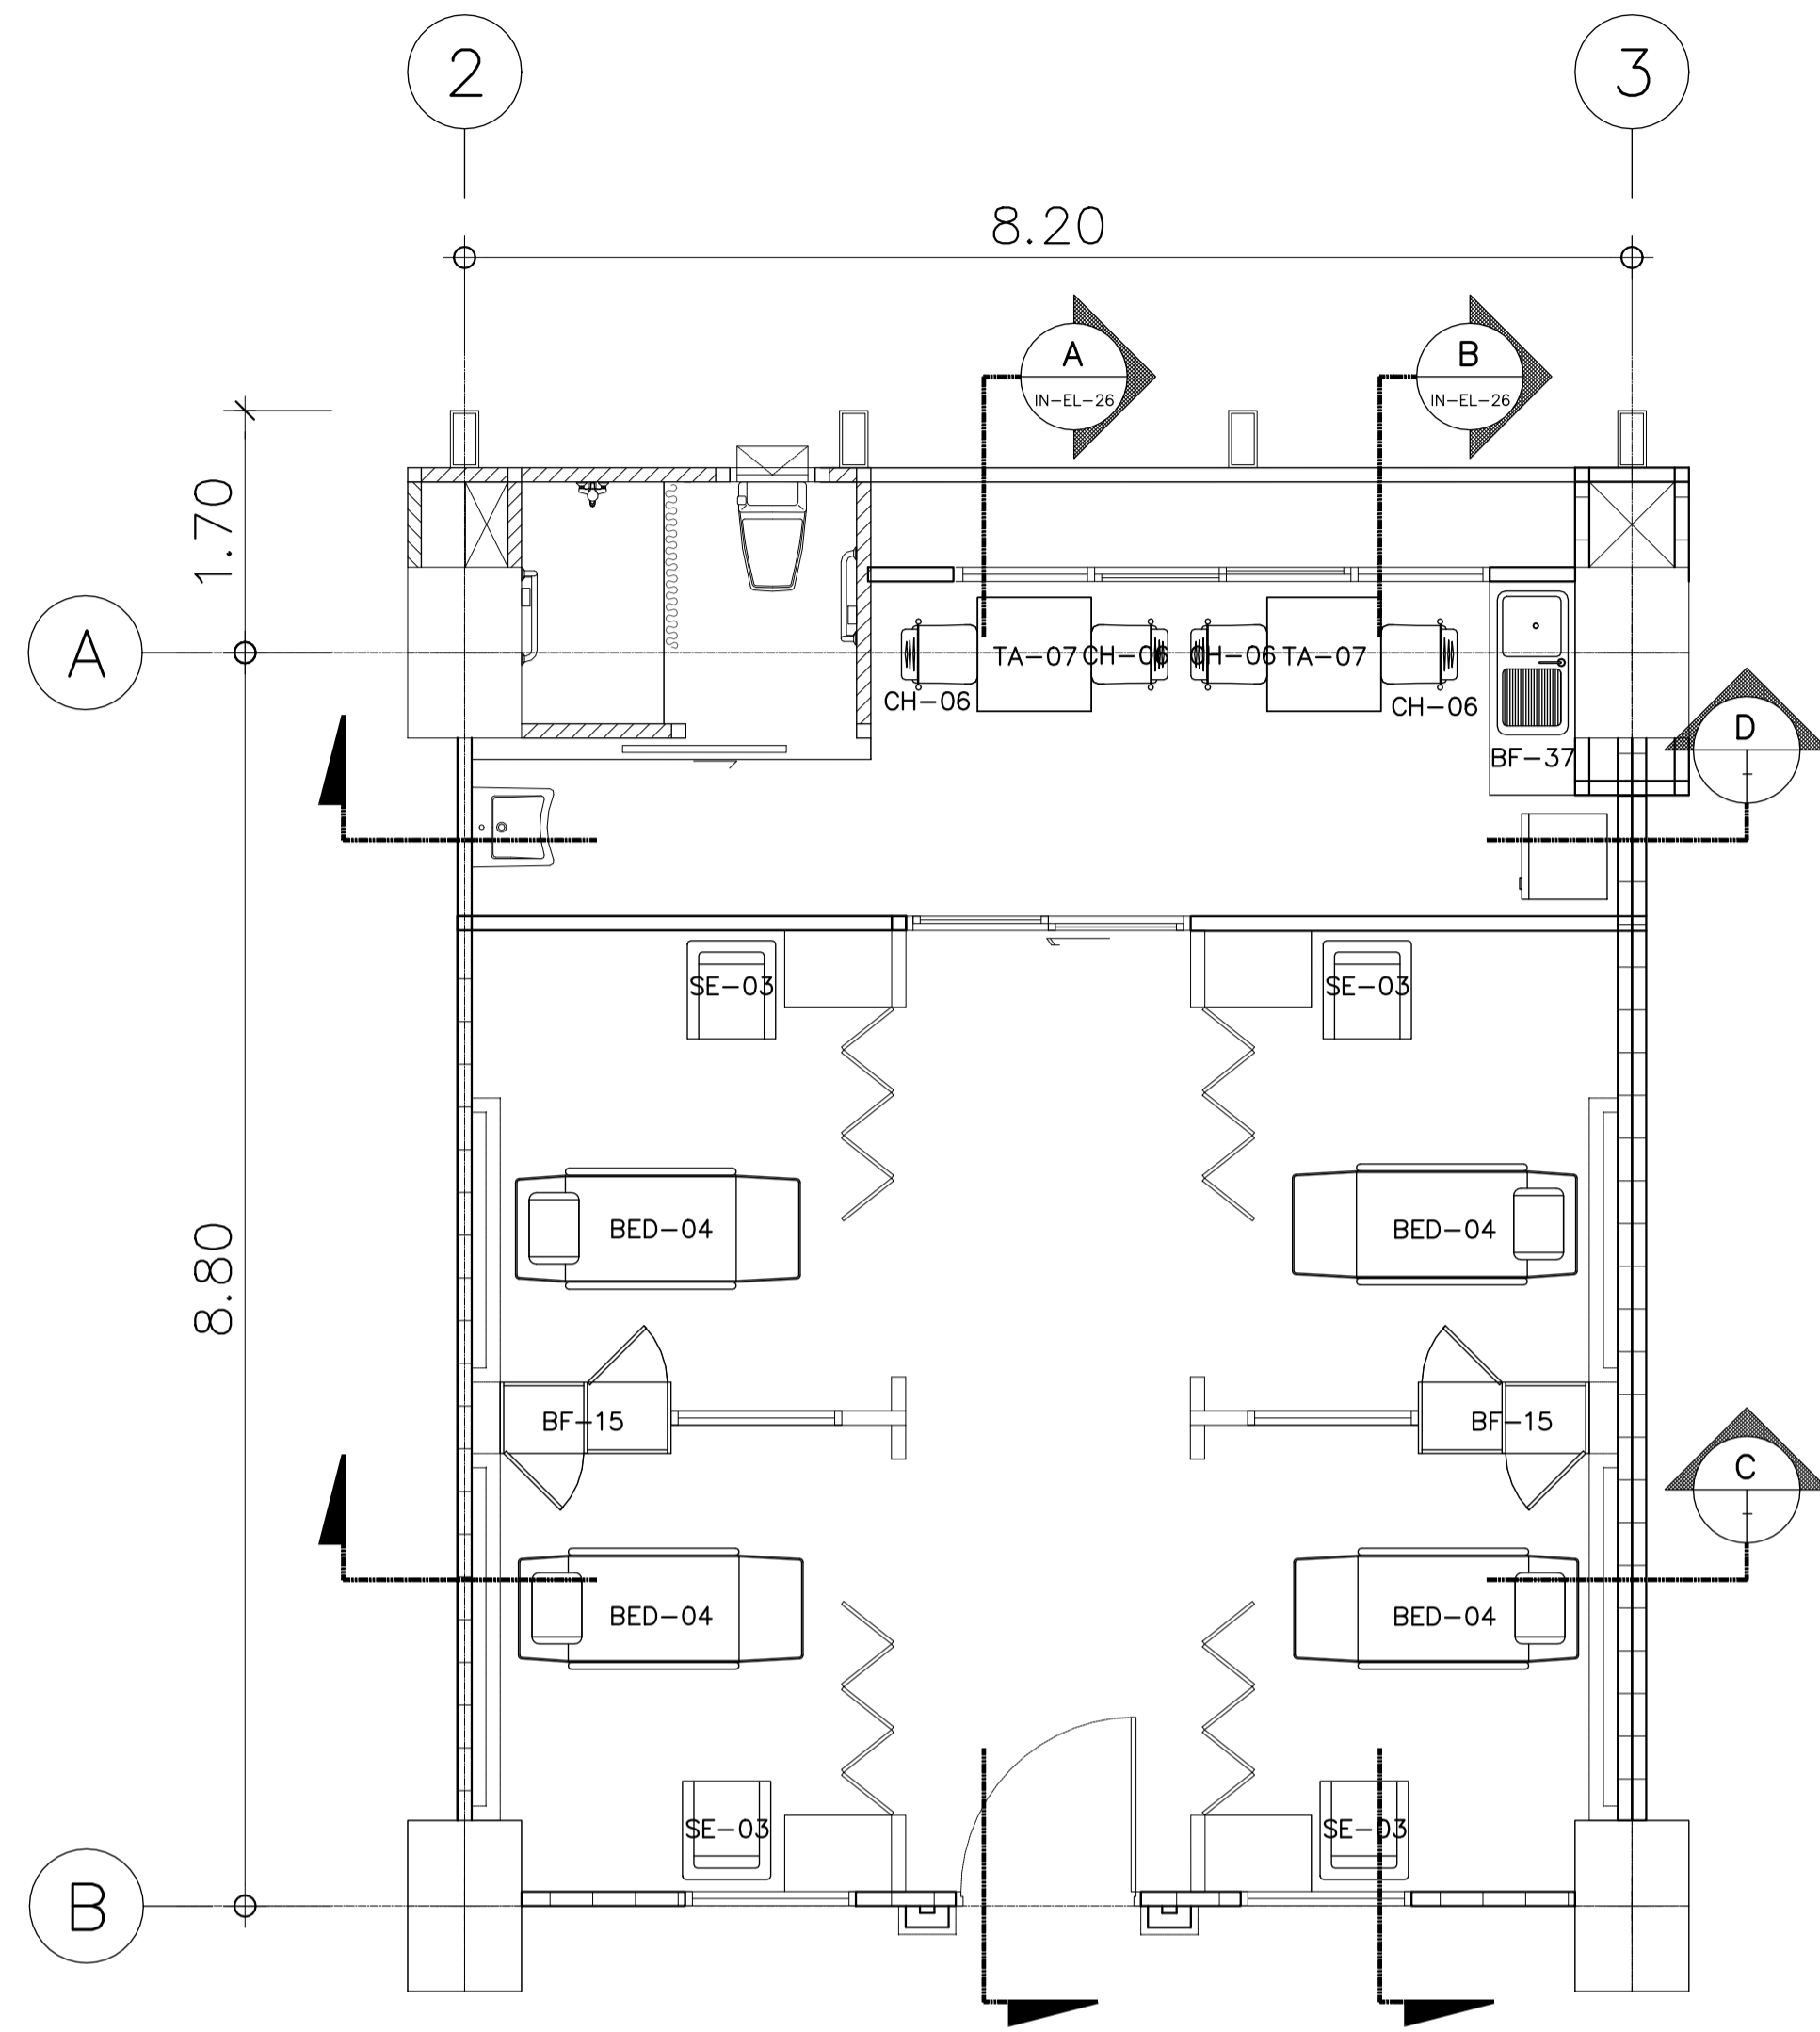 2
3
8.20
A
IN-EL-26
B
IN-EL-26
1.70
A
TA-07
CH-06
CH-06
TA-07
CH-06
CH-06
D
BF-37
SE-03
SE-03
BED-04
BED-04
8.80
BF-15
BF-15
C
BED-04
BED-04
SE-03
SE-03
B